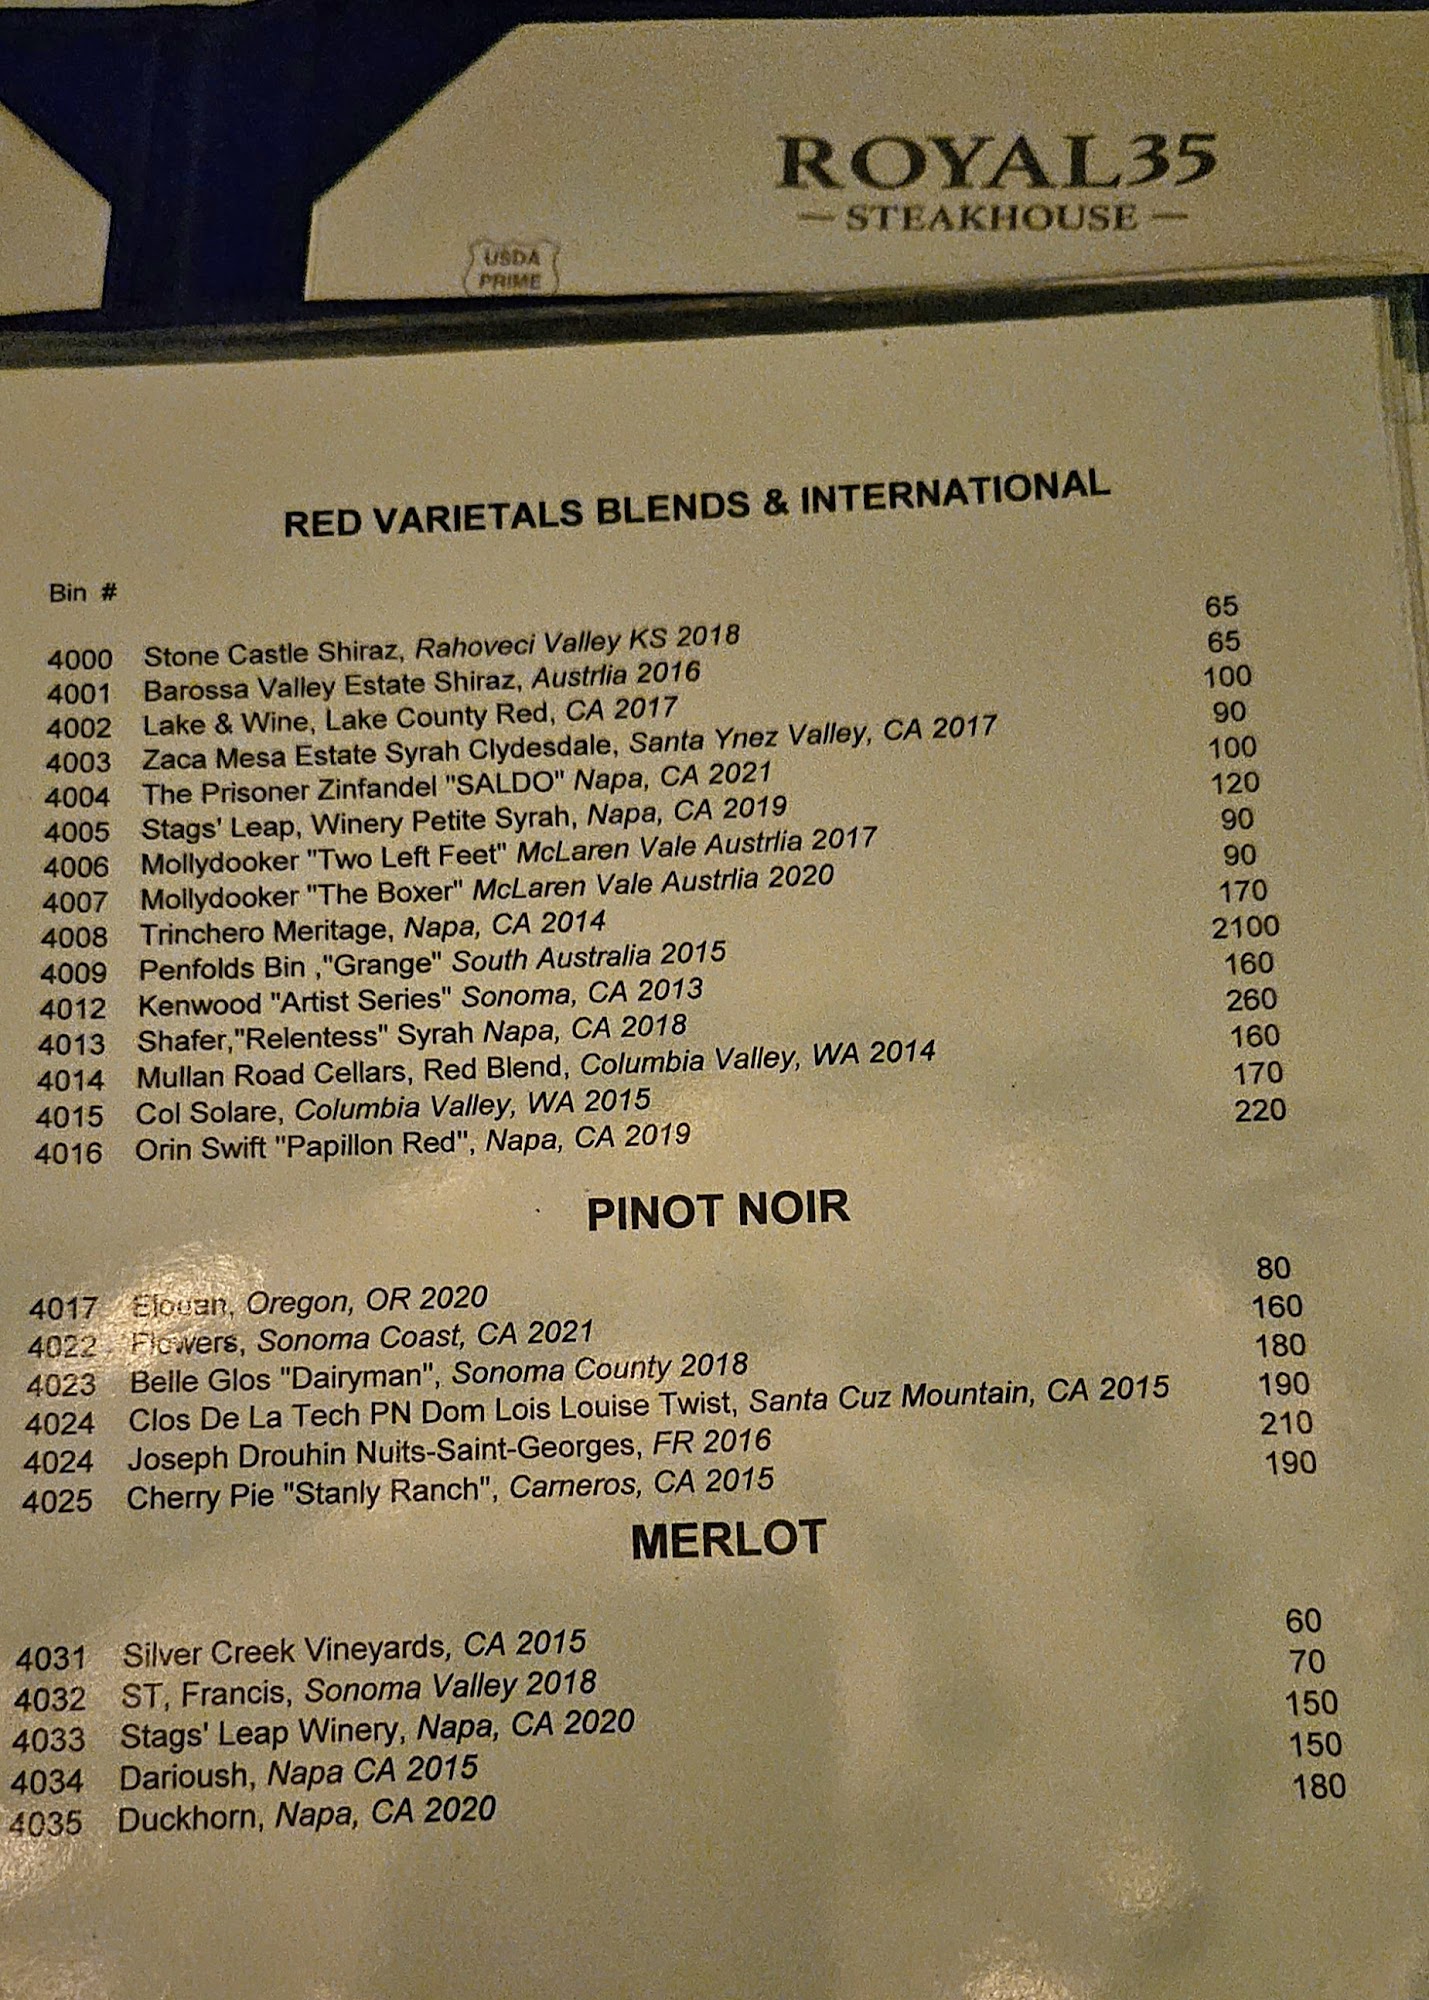 ROYAL35
STEAKHOUSE
USDA
PRIME
RED VARIETALS BLENDS & INTERNATIONAL
Bin #
4000 Stone Castle Shiraz, Rahoveci Valley KS 2018 65
4001 Barossa Valley Estate Shiraz, Austrlia 2016 65
4002 Lake & Wine, Lake County Red, CA 2017 100
4003 Zaca Mesa Estate Syrah Clydesdale, Santa Ynez Valley, CA 2017 90
4004 The Prisoner Zinfandel "SALDO" Napa, CA 2021 100
4005 Stags' Leap, Winery Petite Syrah, Napa, CA 2019 120
4006 Mollydooker "Two Left Feet" McLaren Vale Austrlia 2017 90
4007 Mollydooker "The Boxer" McLaren Vale Austrlia 2020 90
4008 Trinchero Meritage, Napa, CA 2014 170
4009 Penfolds Bin ,"Grange" South Australia 2015 2100
4012 Kenwood "Artist Series" Sonoma, CA 2013 160
4013 Shafer,"Relentess" Syrah Napa, CA 2018 260
4014 Mullan Road Cellars, Red Blend, Columbia Valley, WA 2014 160
4015 Col Solare, Columbia Valley, WA 2015 170
4016 Orin Swift "Papillon Red", Napa, CA 2019 220
PINOT NOIR
4017 Elouan, Oregon, OR 2020 80
4022 Flowers, Sonoma Coast, CA 2021 160
4023 Belle Glos "Dairyman", Sonoma County 2018 180
4024 Clos De La Tech PN Dom Lois Louise Twist, Santa Cuz Mountain, CA 2015 190
4024 Joseph Drouhin Nuits-Saint-Georges, FR 2016 210
4025 Cherry Pie "Stanly Ranch", Carneros, CA 2015 190
MERLOT
4031 Silver Creek Vineyards, CA 2015 60
4032 ST, Francis, Sonoma Valley 2018 70
4033 Stags' Leap Winery, Napa, CA 2020 150
4034 Darioush, Napa CA 2015 150
4035 Duckhorn, Napa, CA 2020 180